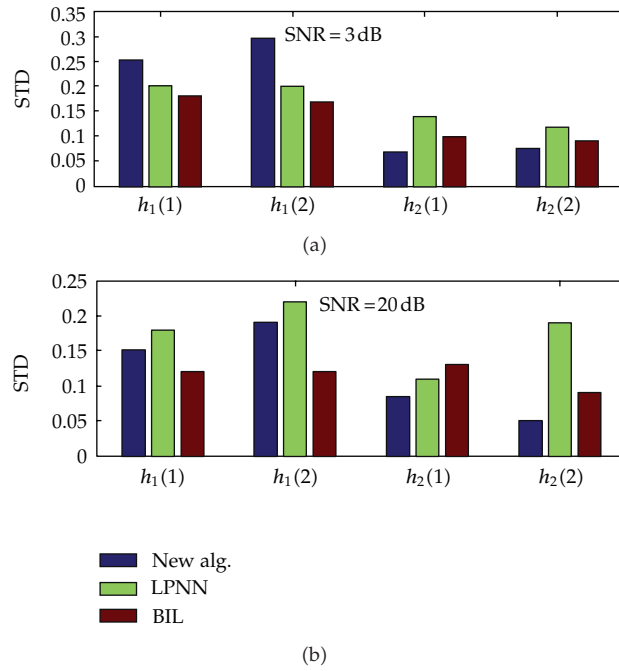 0.35
0.3
0.25
0.2
0.15
0.1
0.05
0
STD
SNR = 3 dB
h1(1) h1(2) h2(1) h2(2)
(a)
0.25
0.2
0.15
0.1
0.05
0
STD
SNR = 20 dB
h1(1) h1(2) h2(1) h2(2)
New alg.
LPNN
BIL
(b)